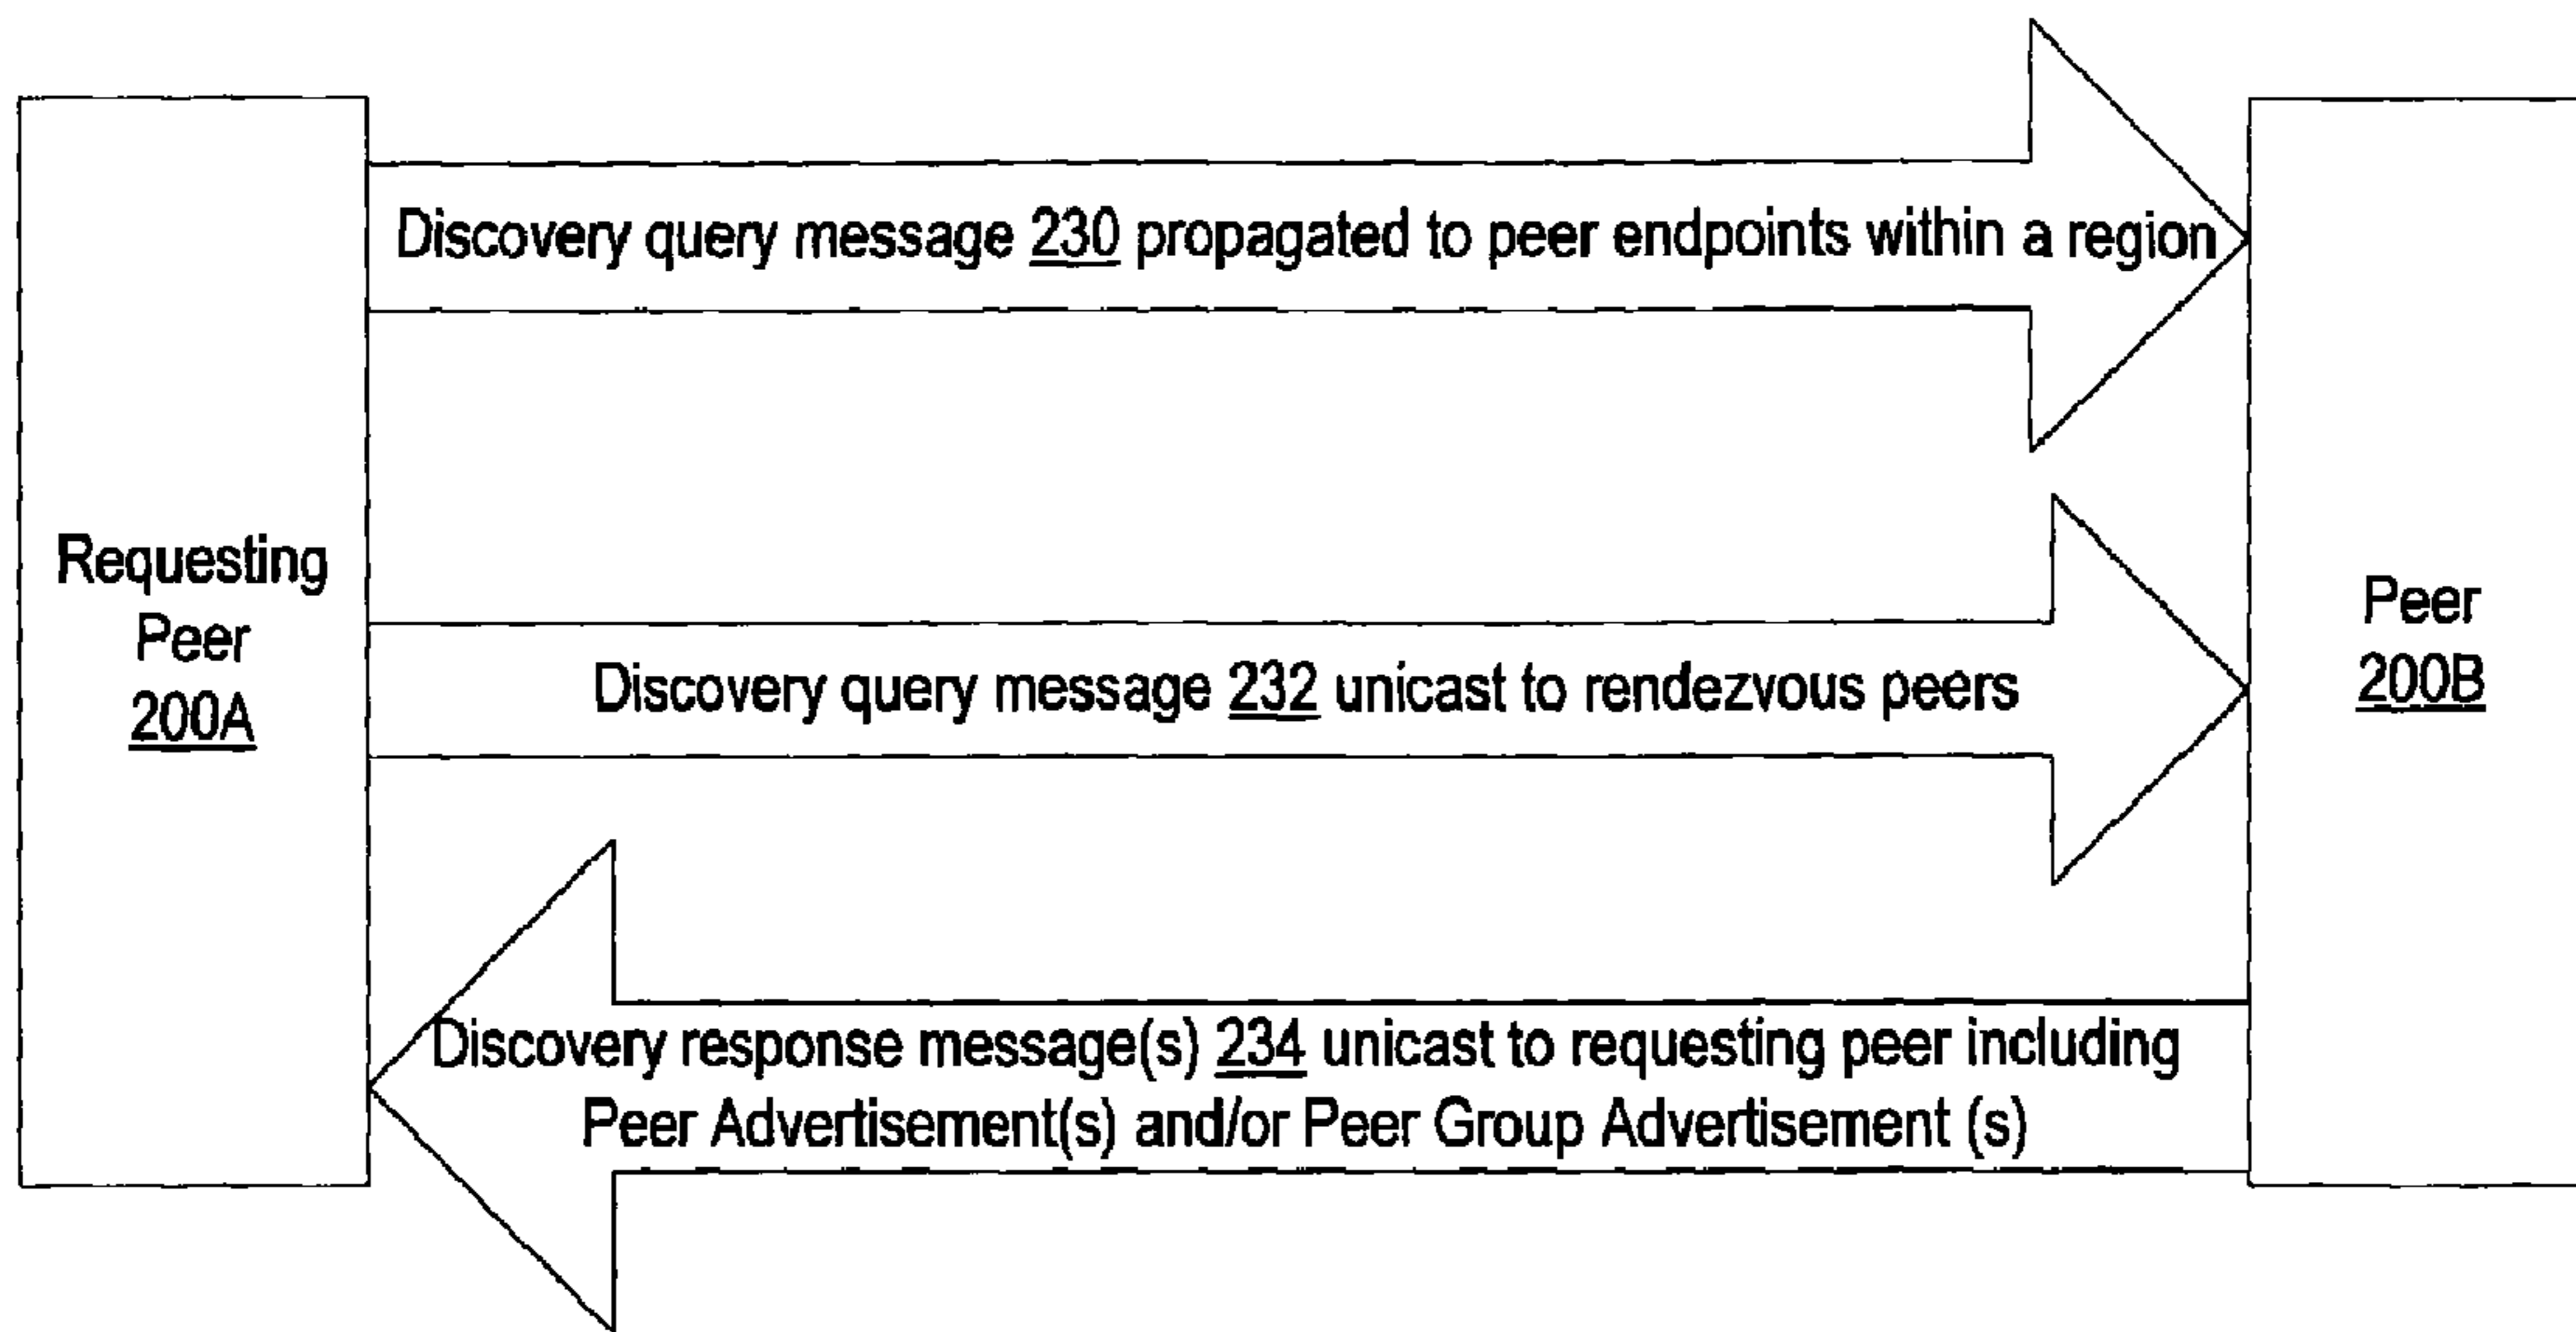 Discovery query message 230 propagated to peer endpoints within a region
Requesting
Peer
200A
Discovery query message 232 unicast to rendezvous peers
Peer
200B
Discovery response message(s) 234 unicast to requesting peer including
Peer Advertisement(s) and/or Peer Group Advertisement (s)